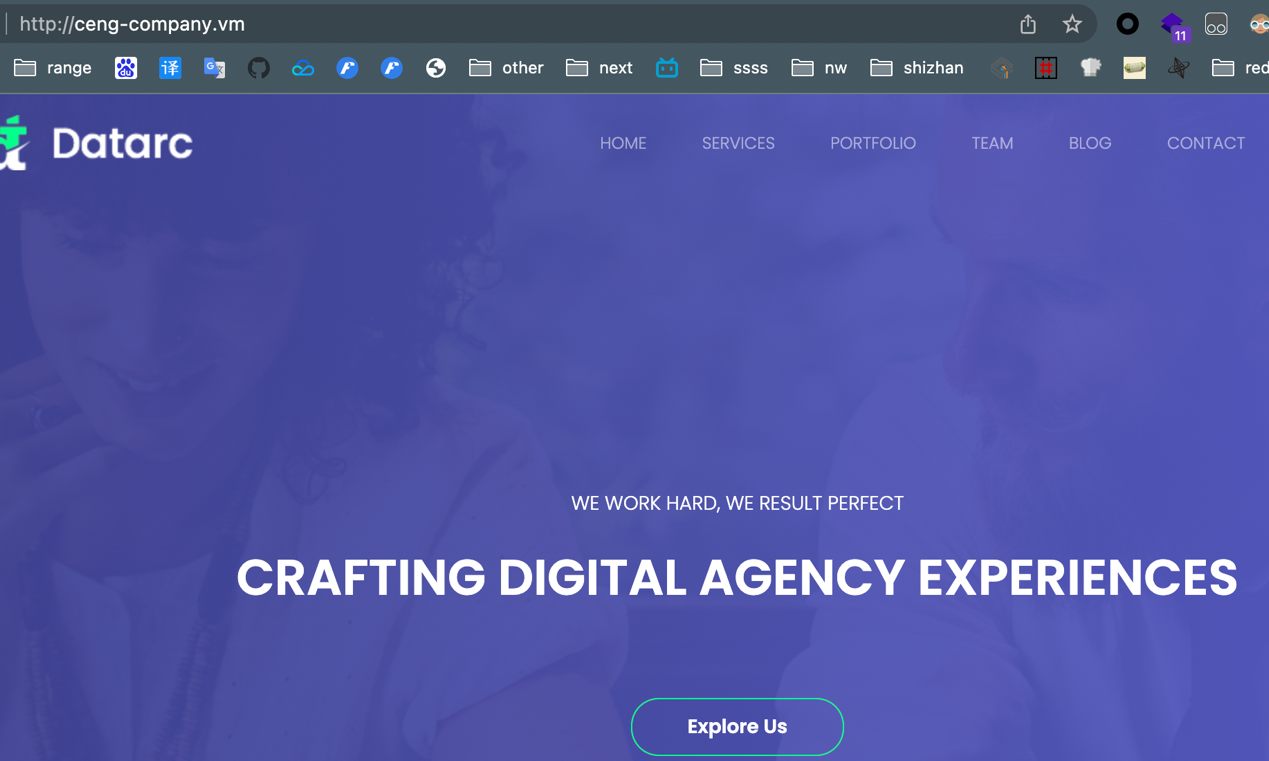 http://ceng-company.vm
11
range 译 G 文 other next ssss nw shizhan red
Datarc
HOME SERVICES PORTFOLIO TEAM BLOG CONTACT
WE WORK HARD, WE RESULT PERFECT
CRAFTING DIGITAL AGENCY EXPERIENCES
Explore Us